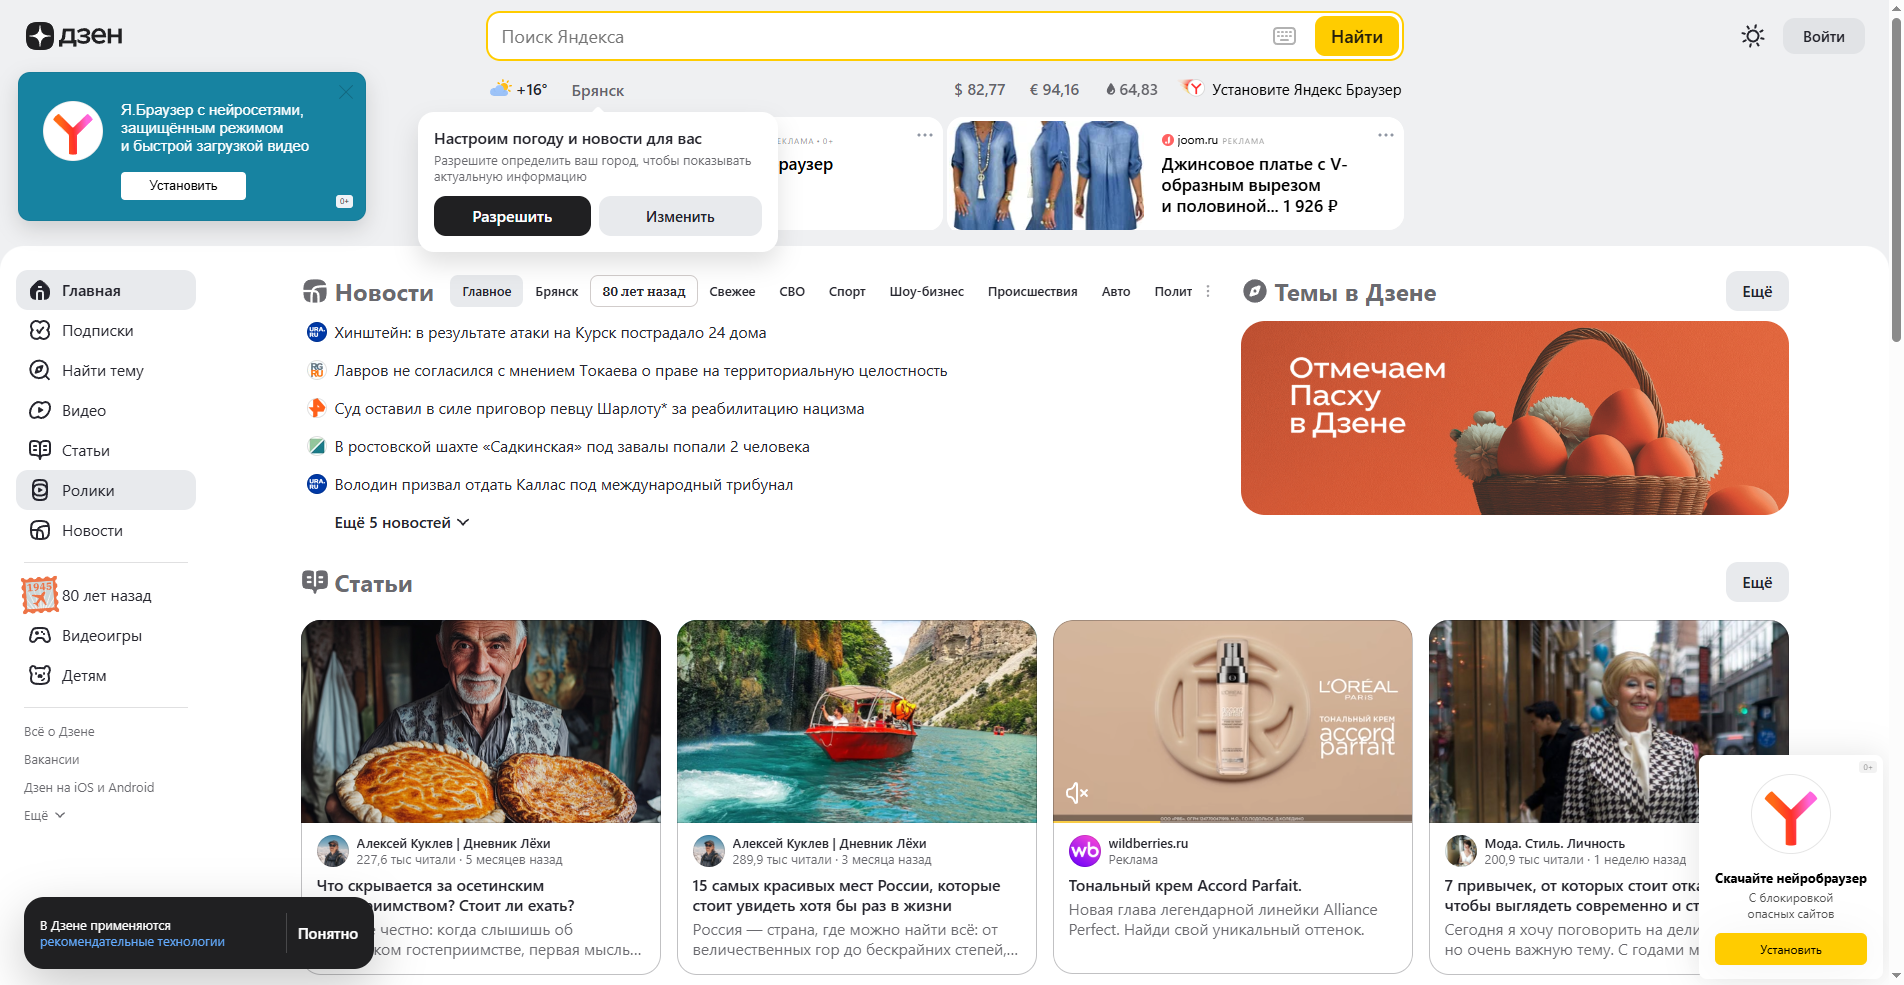 дзен
Поиск Яндекса
Найти
Войти
Я.Браузер с нейросетями,
защищённым режимом
и быстрой загрузкой видео
Установить
0+
+16°
Брянск
$ 82,77
€ 94,16
64,83
Установите Яндекс Браузер
Настроим погоду и новости для вас
Разрешите определить ваш город, чтобы показывать
актуальную информацию
Разрешить
Изменить
ЕКЛАМА • 0+
раузер
joom.ru РЕКЛАМА
Джинсовое платье с V-
образным вырезом
и половиной... 1 926 ₽
Главная
Подписки
Найти тему
Видео
Статьи
Ролики
Новости
1945
80 лет назад
Видеоигры
Детям
Всё о Дзене
Вакансии
Дзен на iOS и Android
Ещё
Новости
Главное
Брянск
80 лет назад
Свежее
СВО
Спорт
Шоу-бизнес
Происшествия
Авто
Полит
URA.RU
Хинштейн: в результате атаки на Курск пострадало 24 дома
RGRU
Лавров не согласился с мнением Токаева о праве на территориальную целостность
Суд оставил в силе приговор певцу Шарлоту* за реабилитацию нацизма
В ростовской шахте «Садкинская» под завалы попали 2 человека
URA.RU
Володин призвал отдать Каллас под международный трибунал
Ещё 5 новостей
Темы в Дзене
Ещё
Отмечаем
Пасху
в Дзене
Статьи
Ещё
Алексей Куклев | Дневник Лёхи
227,6 тыс читали · 5 месяцев назад
Что скрывается за осетинским
риимством? Стоит ли ехать?
честно: когда слышишь об
ком гостеприимстве, первая мысль...
Алексей Куклев | Дневник Лёхи
289,9 тыс читали · 3 месяца назад
15 самых красивых мест России, которые
стоит увидеть хотя бы раз в жизни
Россия — страна, где можно найти всё: от
величественных гор до бескрайних степей,...
L'ORÉAL
PARIS
ТОНАЛЬНЫЙ КРЕМ
accord
parfait
wb
wildberries.ru
Реклама
Тональный крем Accord Parfait.
Новая глава легендарной линейки Alliance
Perfect. Найди свой уникальный оттенок.
Мода. Стиль. Личность
200,9 тыс читали · 1 неделю назад
7 привычек, от которых стоит отка
чтобы выглядеть современно и ст
Сегодня я хочу поговорить на дели
но очень важную тему. С годами м
В Дзене применяются
рекомендательные технологии
Понятно
0+
Скачайте нейробраузер
С блокировкой
опасных сайтов
Установить